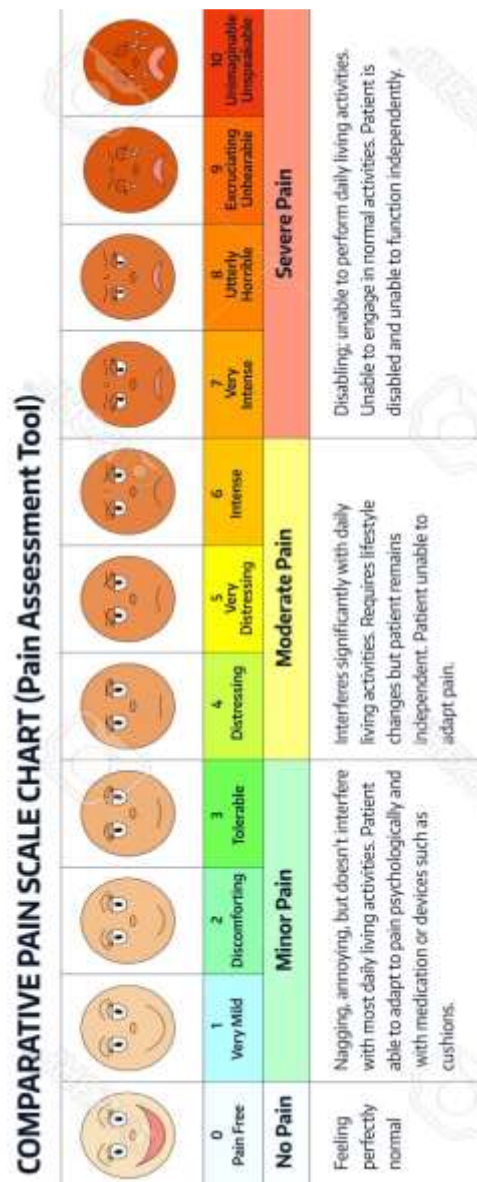 COMPARATIVE PAIN SCALE CHART (Pain Assessment Tool)
0
Pain Free
1
Very Mild
2
Discomforting
3
Tolerable
4
Distressing
5
Very
Distressing
6
Intense
7
Very
Intense
8
Utterly
Horrible
9
Excruciating
Unbearable
10
Unimaginable
Unspeakable
No Pain
Minor Pain
Moderate Pain
Severe Pain
Feeling
perfectly
normal
Nagging, annoying, but doesn't interfere
with most daily living activities. Patient
able to adapt to pain psychologically and
with medication or devices such as
cushions.
Interferes significantly with daily
living activities. Requires lifestyle
changes but patient remains
independent. Patient unable to
adapt pain.
Disabling; unable to perform daily living activities.
Unable to engage in normal activities. Patient is
disabled and unable to function independently.